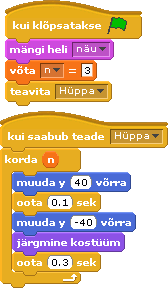 kui klõpsatakse
mängi heli näu
võta n = 3
teavita Hüppa
kui saabub teade Hüppa
korda n
muuda y 40 võrra
oota 0.1 sek
muuda y -40 võrra
järgmine kostüüm
oota 0.3 sek